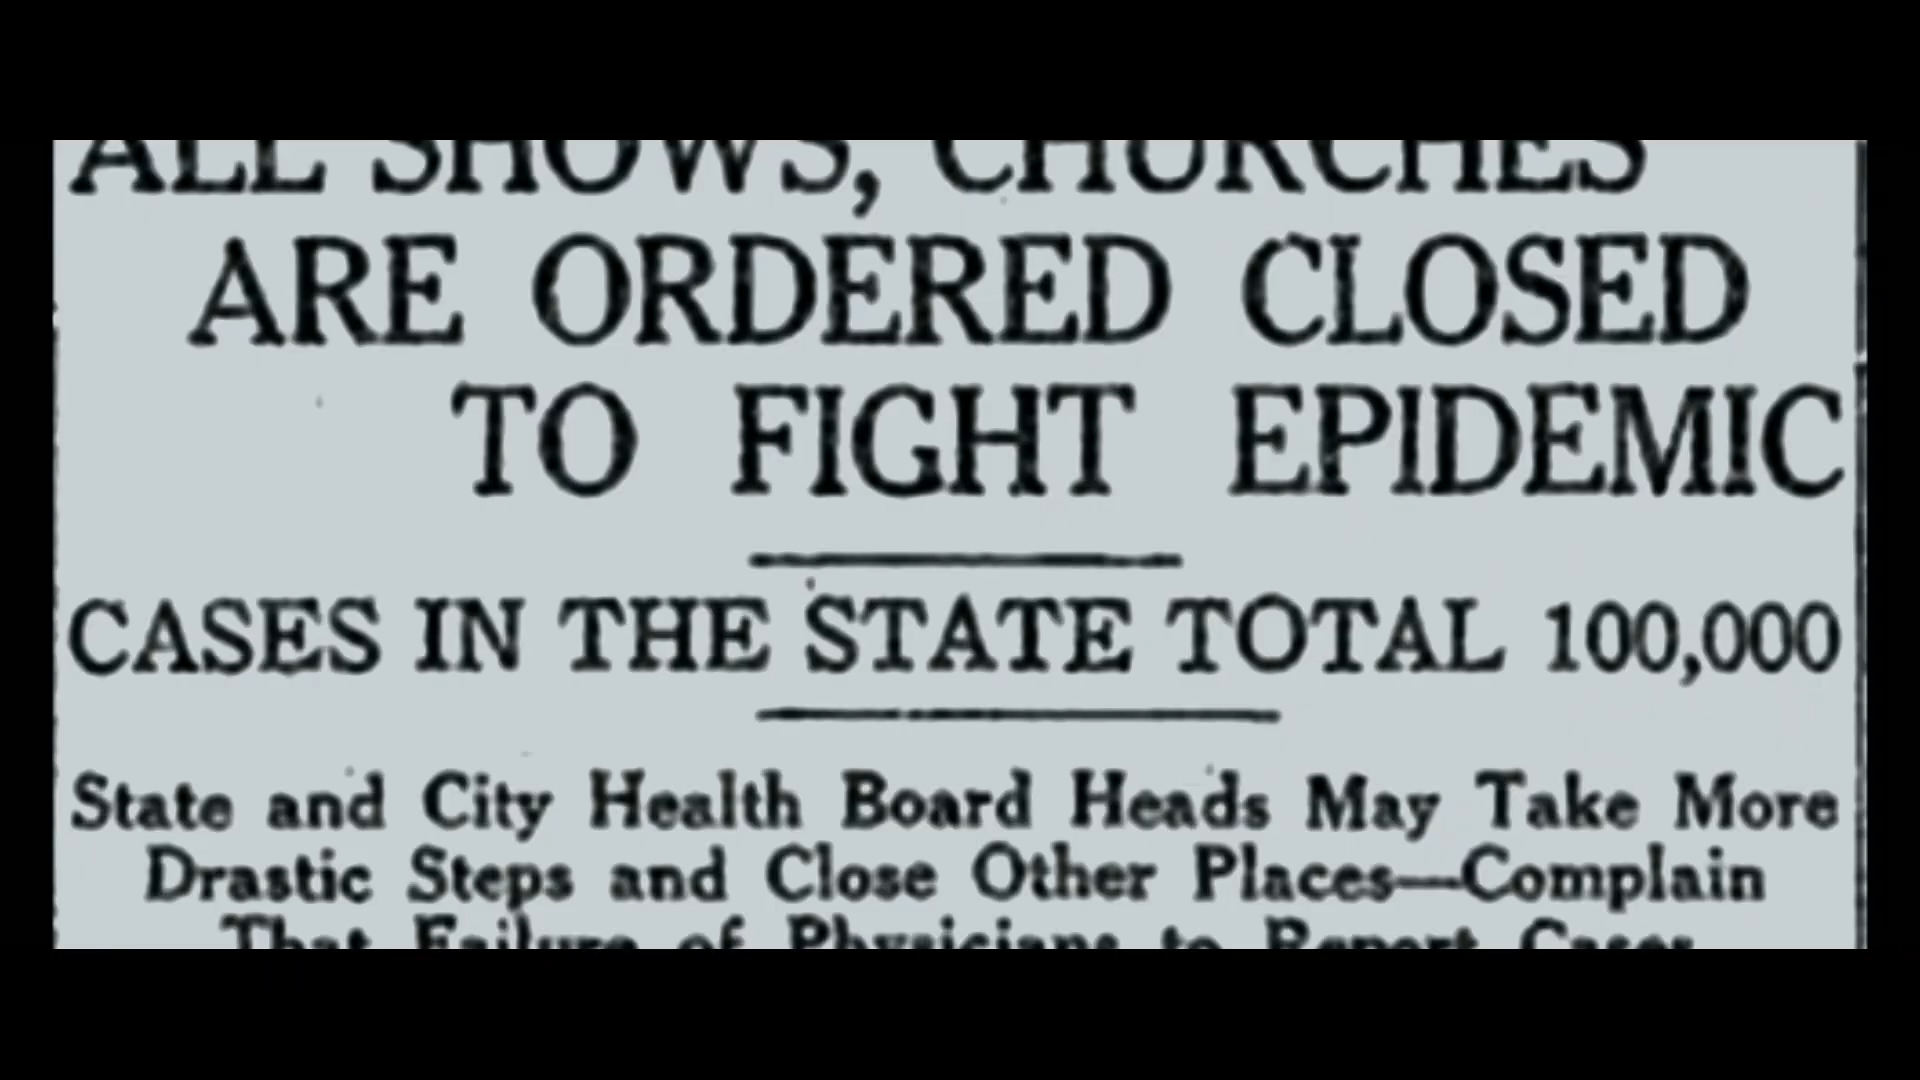 ALL SHOWS, CHURCHES
ARE ORDERED CLOSED
TO FIGHT EPIDEMIC
CASES IN THE STATE TOTAL 100,000
State and City Health Board Heads May Take More
Drastic Steps and Close Other Places—Complain
That Failure of Physicians to Report Cases